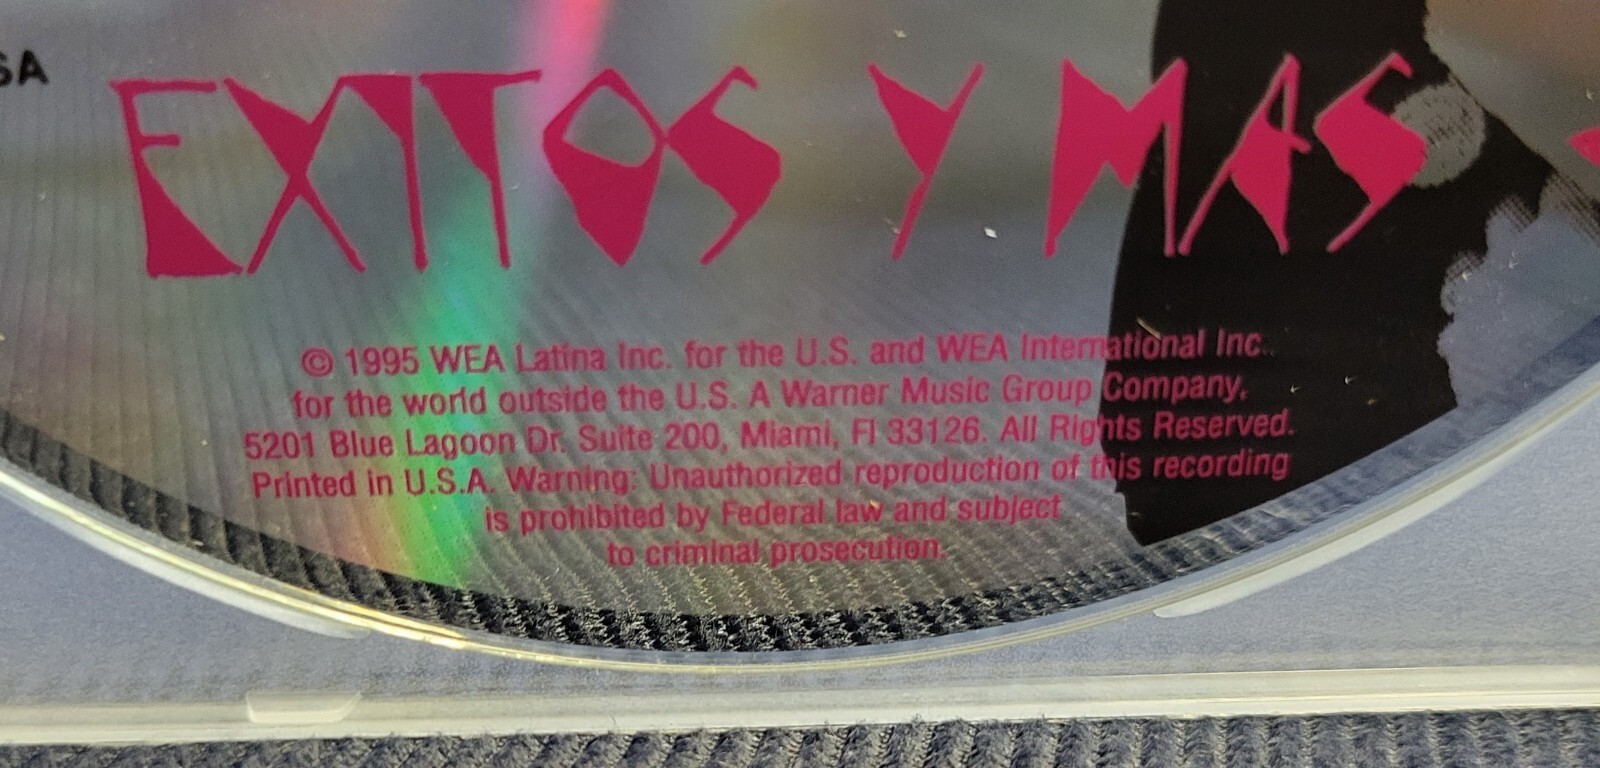 SA
EXITOS Y MAS
© 1995 WEA Latina Inc. for the U.S. and WEA International Inc.
for the world outside the U.S. A Warner Music Group Company,
5201 Blue Lagoon Dr. Suite 200, Miami, Fl 33126. All Rights Reserved.
Printed in U.S.A. Warning: Unauthorized reproduction of this recording
is prohibited by Federal law and subject
to criminal prosecution.